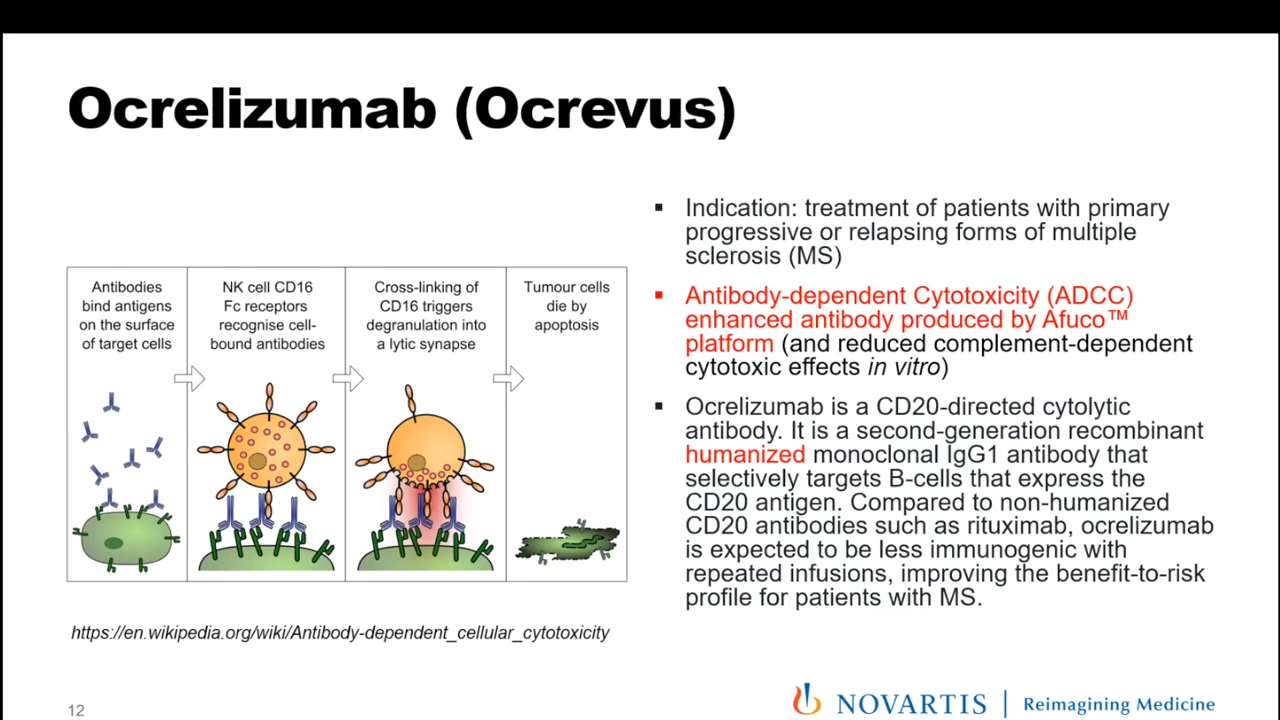 Ocrelizumab (Ocrevus)
Antibodies
bind antigens
on the surface
of target cells
NK cell CD16
Fc receptors
recognise cell-
bound antibodies
Cross-linking of
CD16 triggers
degranulation into
a lytic synapse
Tumour cells
die by
apoptosis
https://en.wikipedia.org/wiki/Antibody-dependent_cellular_cytotoxicity
▪ Indication: treatment of patients with primary
progressive or relapsing forms of multiple
sclerosis (MS)
▪ Antibody-dependent Cytotoxicity (ADCC)
enhanced antibody produced by Afuco™
platform (and reduced complement-dependent
cytotoxic effects in vitro)
▪ Ocrelizumab is a CD20-directed cytolytic
antibody. It is a second-generation recombinant
humanized monoclonal IgG1 antibody that
selectively targets B-cells that express the
CD20 antigen. Compared to non-humanized
CD20 antibodies such as rituximab, ocrelizumab
is expected to be less immunogenic with
repeated infusions, improving the benefit-to-risk
profile for patients with MS.
12
NOVARTIS | Reimagining Medicine